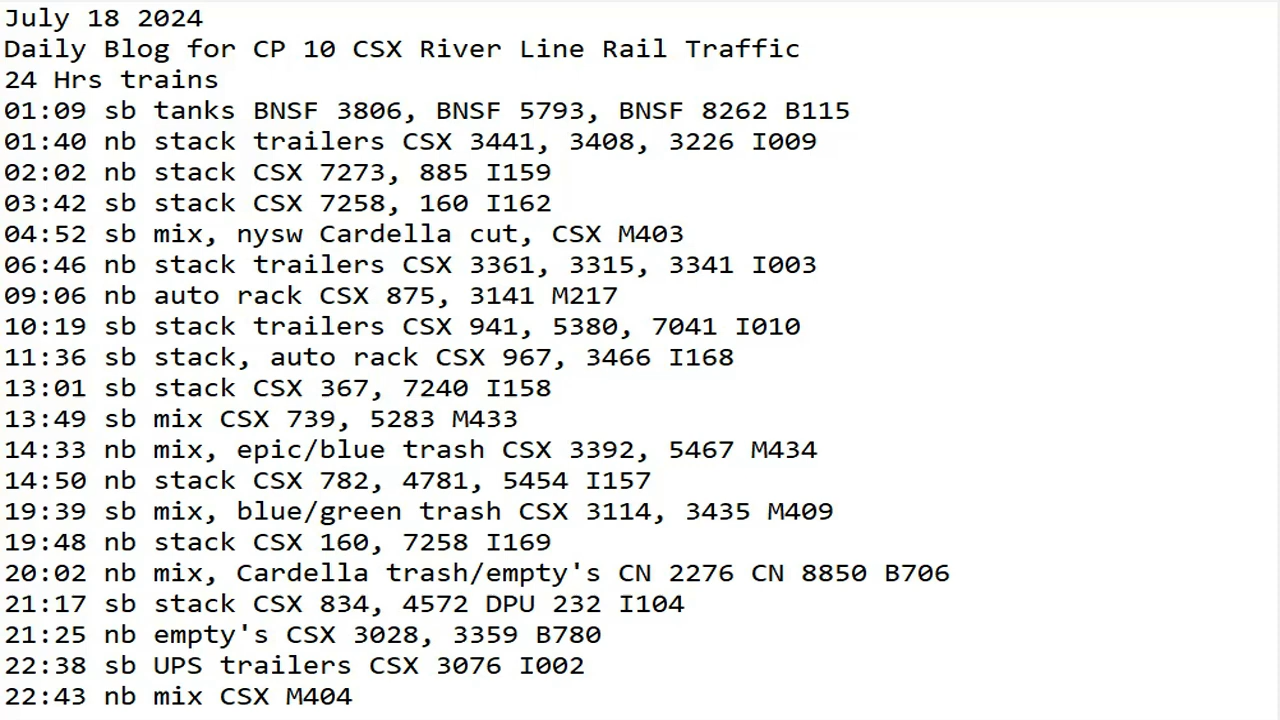 July 18 2024
Daily Blog for CP 10 CSX River Line Rail Traffic
24 Hrs trains
01:09 sb tanks BNSF 3806, BNSF 5793, BNSF 8262 B115
01:40 nb stack trailers CSX 3441, 3408, 3226 I009
02:02 nb stack CSX 7273, 885 I159
03:42 sb stack CSX 7258, 160 I162
04:52 sb mix, nysw Cardella cut, CSX M403
06:46 nb stack trailers CSX 3361, 3315, 3341 I003
09:06 nb auto rack CSX 875, 3141 M217
10:19 sb stack trailers CSX 941, 5380, 7041 I010
11:36 sb stack, auto rack CSX 967, 3466 I168
13:01 sb stack CSX 367, 7240 I158
13:49 sb mix CSX 739, 5283 M433
14:33 nb mix, epic/blue trash CSX 3392, 5467 M434
14:50 nb stack CSX 782, 4781, 5454 I157
19:39 sb mix, blue/green trash CSX 3114, 3435 M409
19:48 nb stack CSX 160, 7258 I169
20:02 nb mix, Cardella trash/empty's CN 2276 CN 8850 B706
21:17 sb stack CSX 834, 4572 DPU 232 I104
21:25 nb empty's CSX 3028, 3359 B780
22:38 sb UPS trailers CSX 3076 I002
22:43 nb mix CSX M404